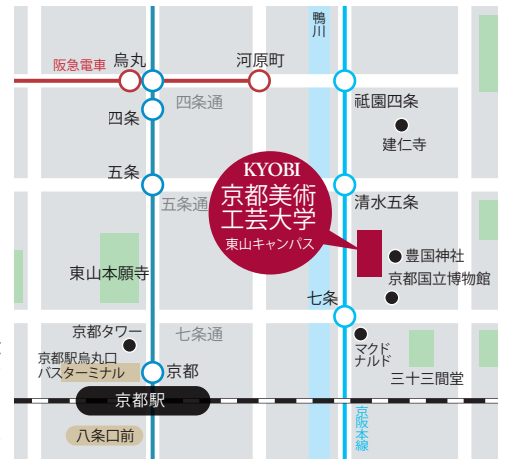 鴨川
阪急電車
烏丸
河原町
四条通
四条
祇園四条
建仁寺
五条
五条通
KYOBI
京都美術
工芸大学
東山キャンパス
清水五条
豊国神社
京都国立博物館
東山本願寺
七条
七条通
京都タワー
マクド
ナルド
京都駅烏丸口
バスターミナル
京都
三十三間堂
京都駅
京阪本線
八条口前